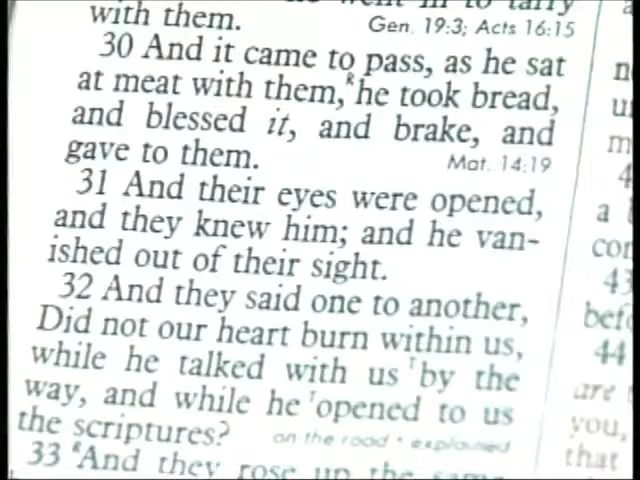 with them. Gen. 19:3; Acts 16:15
30 And it came to pass, as he sat
at meat with them, he took bread,
and blessed it, and brake, and
gave to them. Mat. 14:19
31 And their eyes were opened,
and they knew him; and he van-
ished out of their sight.
32 And they said one to another,
Did not our heart burn within us,
while he talked with us by the
way, and while he opened to us
the scriptures? on the road • explained
33 And they rose up the same
a
43
44
are
you,
that